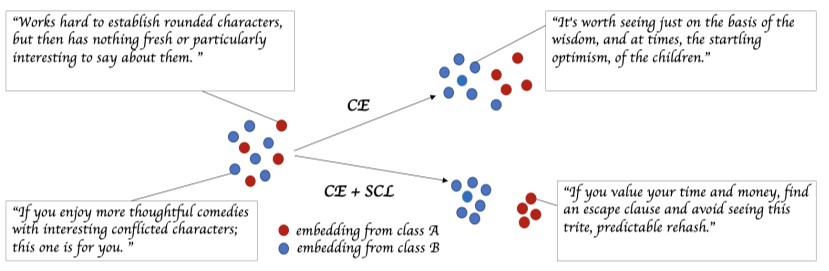 “Works hard to establish rounded characters,
but then has nothing fresh or particularly
interesting to say about them. ”
“It's worth seeing just on the basis of the
wisdom, and at times, the startling
optimism, of the children.”
CE
CE + SCL
“If you enjoy more thoughtful comedies
with interesting conflicted characters;
this one is for you. ”
embedding from class A
embedding from class B
“If you value your time and money, find
an escape clause and avoid seeing this
trite, predictable rehash.”